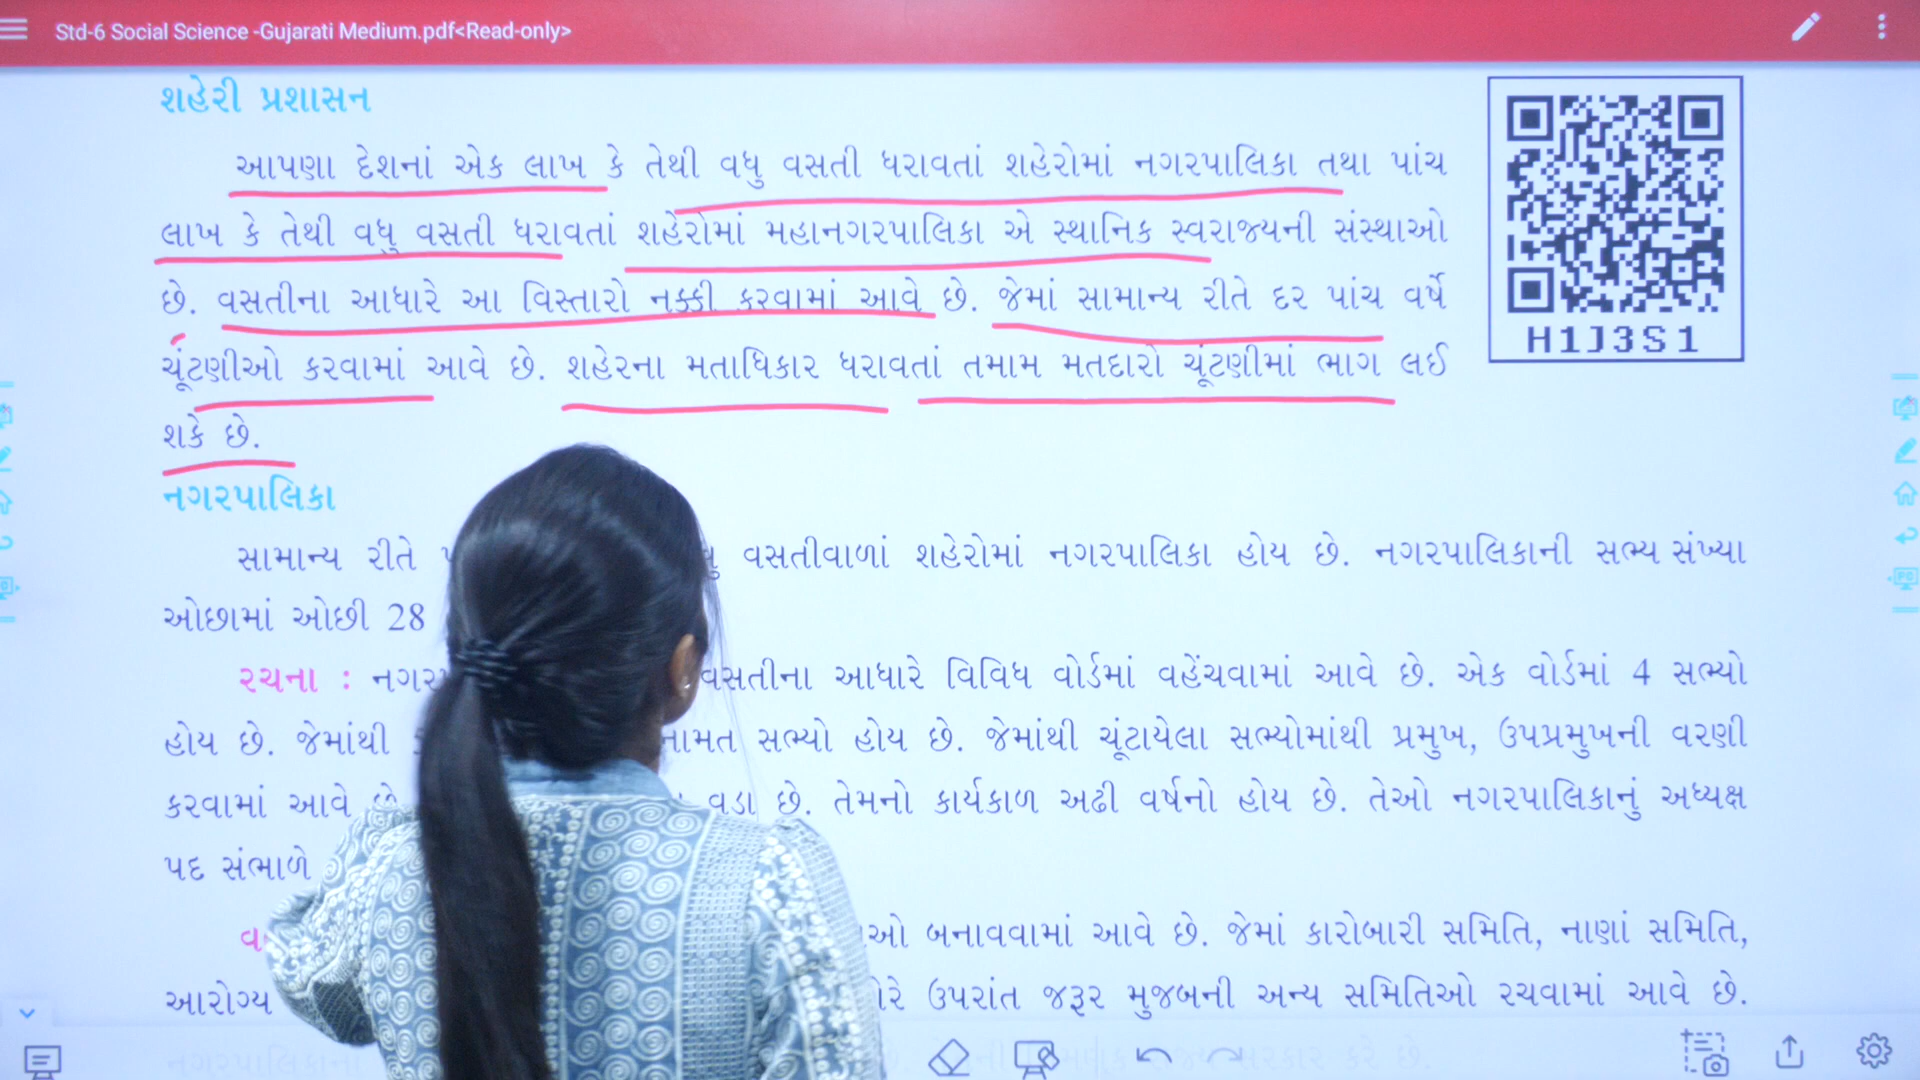 Std-6 Social Science -Gujarati Medium.pdf<Read-only>
શહેરી પ્રશાસન
આપણા દેશનાં એક લાખ કે તેથી વધુ વસતી ધરાવતાં શહેરોમાં નગરપાલિકા તથા પાંચ
લાખ કે તેથી વધુ વસતી ધરાવતાં શહેરોમાં મહાનગરપાલિકા એ સ્થાનિક સ્વરાજ્યની સંસ્થાઓ
છે. વસતીના આધારે આ વિસ્તારો નક્કી કરવામાં આવે છે. જેમાં સામાન્ય રીતે દર પાંચ વર્ષે
ચૂંટણીઓ કરવામાં આવે છે. શહેરના મતાધિકાર ધરાવતાં તમામ મતદારો ચૂંટણીમાં ભાગ લઈ
શકે છે.
H1J3S1
નગરપાલિકા
સામાન્ય રીતે વસતીવાળાં શહેરોમાં નગરપાલિકા હોય છે. નગરપાલિકાની સભ્ય સંખ્યા
ઓછામાં ઓછી 28
રચના : વસતીના આધારે વિવિધ વોર્ડમાં વહેંચવામાં આવે છે. એક વોર્ડમાં 4 સભ્યો
હોય છે. જેમાંથી સભ્યો હોય છે. જેમાંથી ચૂંટાયેલા સભ્યોમાંથી પ્રમુખ, ઉપપ્રમુખની વરણી
કરવામાં આવે છે. વડા છે. તેમનો કાર્યકાળ અઢી વર્ષનો હોય છે. તેઓ નગરપાલિકાનું અધ્યક્ષ
પદ સંભાળે
બનાવવામાં આવે છે. જેમાં કારોબારી સમિતિ, નાણાં સમિતિ,
આરોગ્ય ઉપરાંત જરૂર મુજબની અન્ય સમિતિઓ રચવામાં આવે છે.